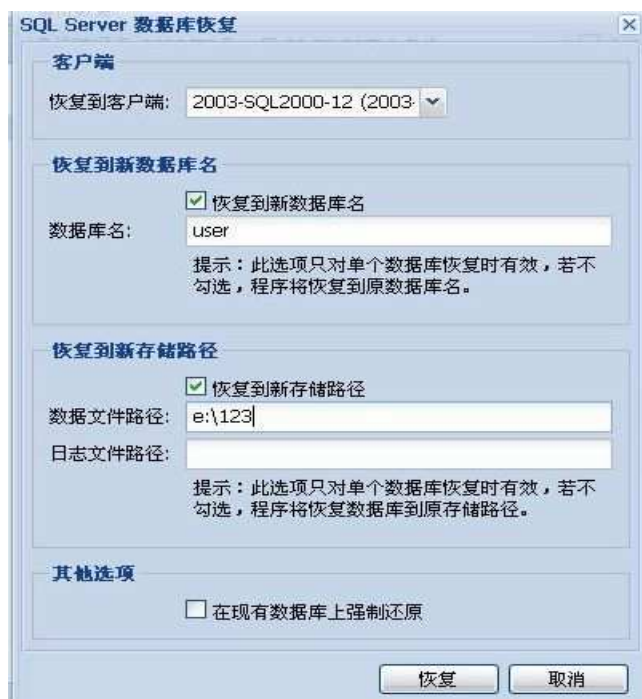 SQL Server 数据库恢复
客户端
恢复到客户端: 2003-SQL2000-12 (2003-
恢复到新数据库名
恢复到新数据库名
数据库名: user
提示：此选项只对单个数据库恢复时有效，若不
勾选，程序将恢复到原数据库名。
恢复到新存储路径
恢复到新存储路径
数据文件路径: e:\123
日志文件路径:
提示：此选项只对单个数据库恢复时有效，若不
勾选，程序将恢复数据库到原存储路径。
其他选项
在现有数据库上强制还原
恢复 取消